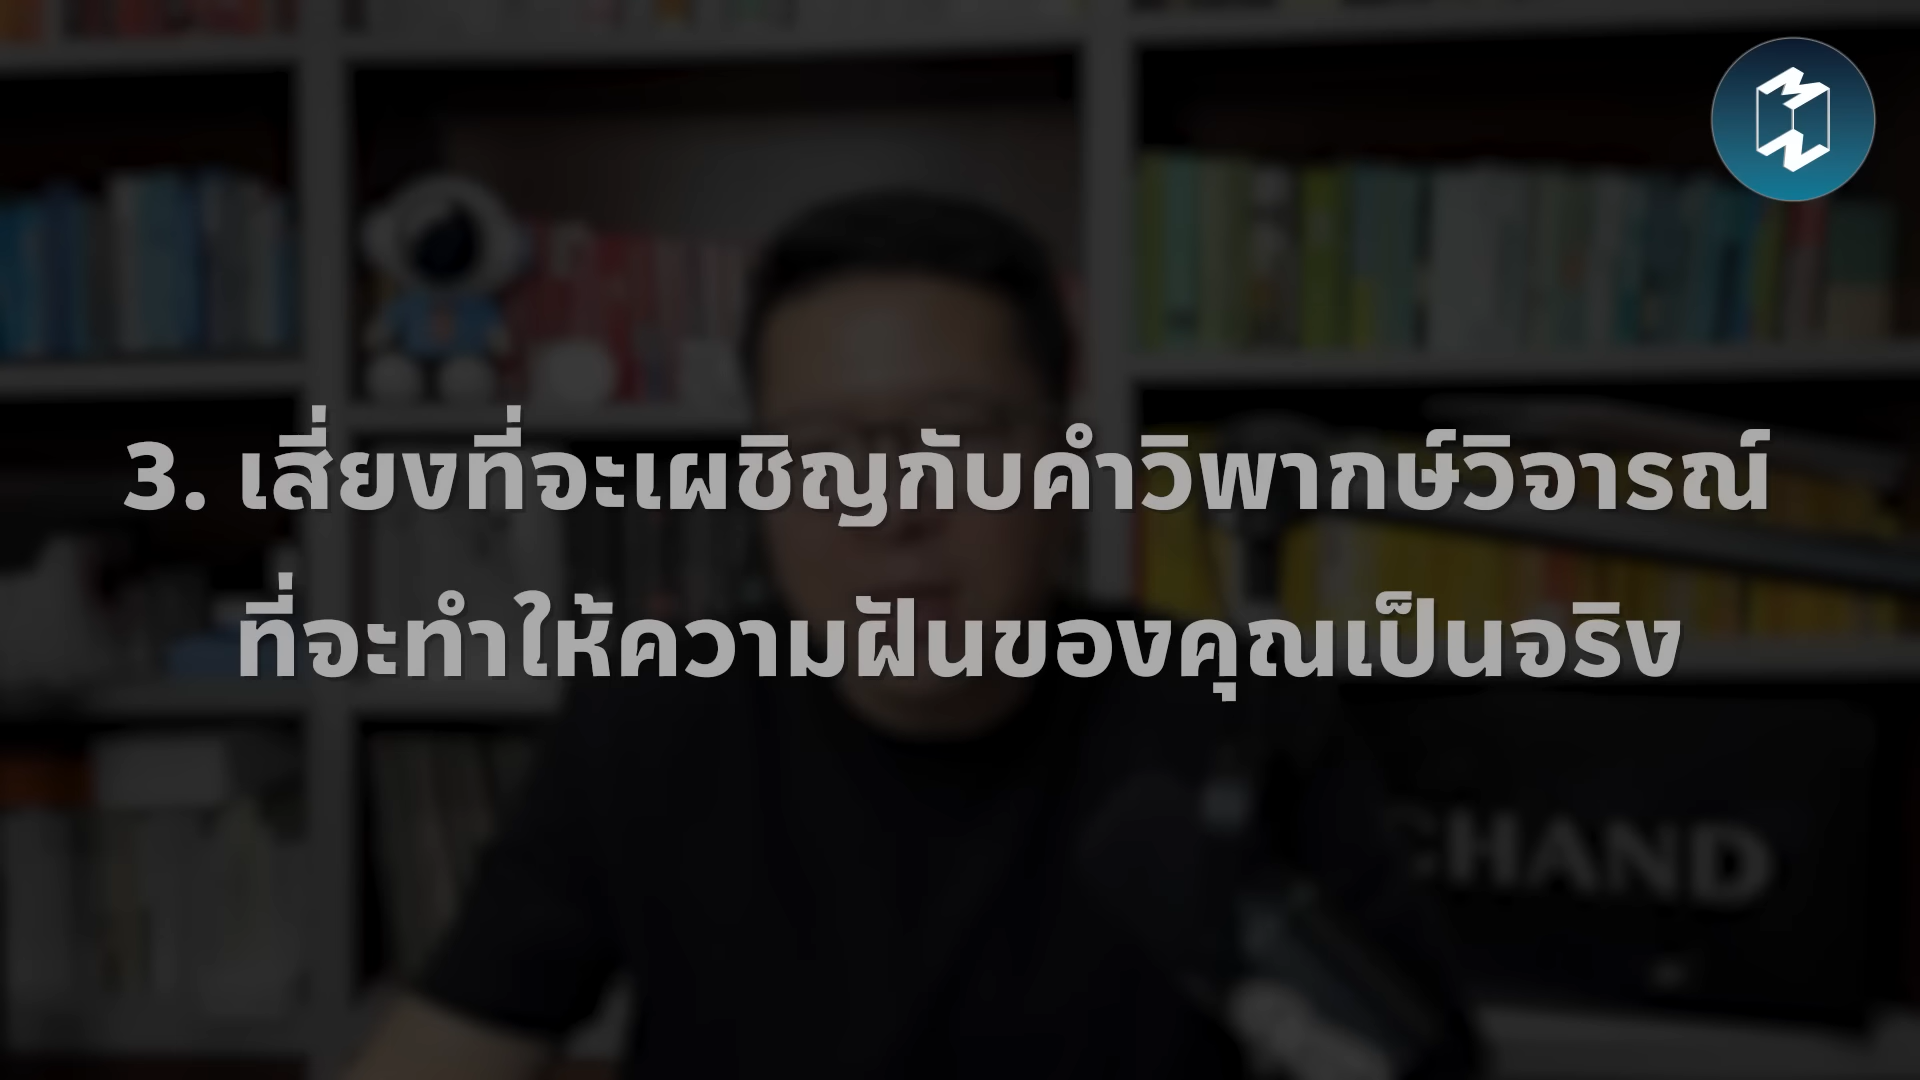 3. เสี่ยงที่จะเผชิญกับคำวิพากษ์วิจารณ์
ที่จะทำให้ความฝันของคุณเป็นจริง
CHAND